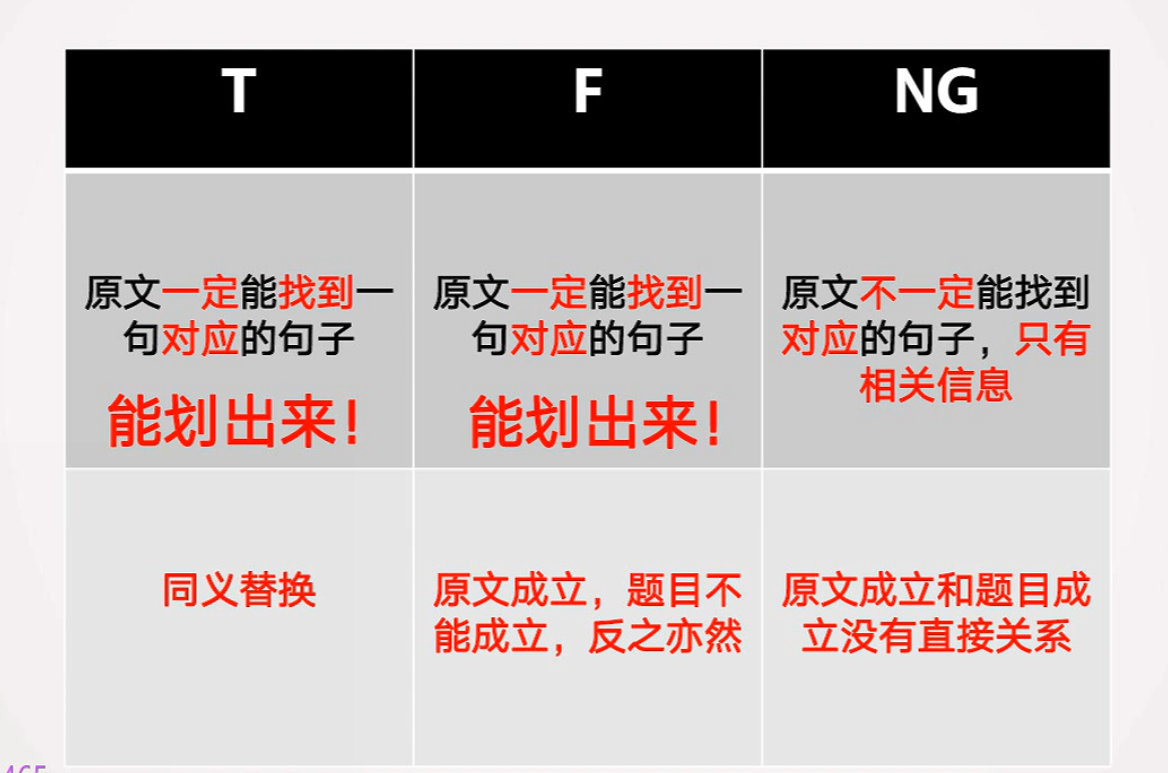 T
F
NG
原文一定能找到一
句对应的句子
能划出来！
原文一定能找到一
句对应的句子
能划出来！
原文不一定能找到
对应的句子，只有
相关信息
同义替换
原文成立，题目不
能成立，反之亦然
原文成立和题目成
立没有直接关系